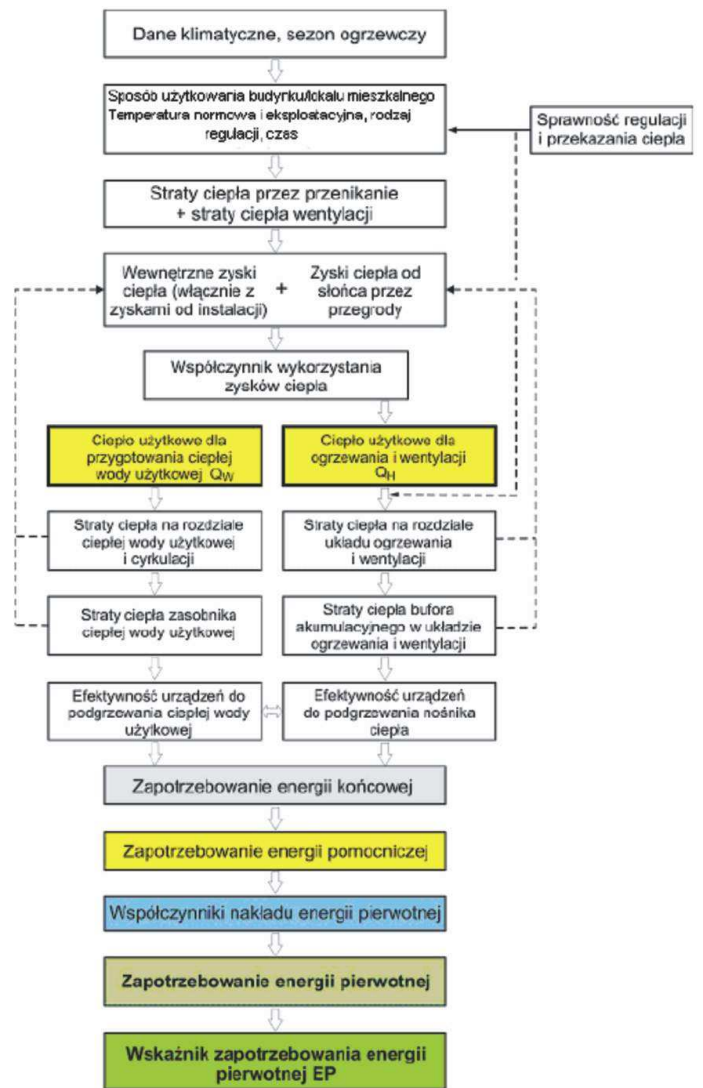 Dane klimatyczne, sezon ogrzewczy
Sposób użytkowania budynku/lokalu mieszkalnego
Temperatura normowa i eksplostacyjna, rodzaj
regulacji, czas
Sprawność regulacji
i przekazania ciepła
Straty ciepła przez przenikanie
+ straty ciepła wentylacji
Wewnętrzne zyski
ciepła (włącznie z
zyskami od instalacji)
+
Zyski ciepła od
słońca przez
przegrody
Współczynnik wykorzystania
zysków ciepła
Ciepło użytkowe dla
przygotowania ciepłej
wody użytkowej QW
Ciepło użytkowe dla
ogrzewania i wentylacji
QH
Straty ciepła na rozdziale
ciepłej wody użytkowej
i cyrkulacji
Straty ciepła na rozdziale
układu ogrzewania
i wentylacji
Straty ciepła zasobnika
ciepłej wody użytkowej
Straty ciepła bufora
akumulacyjnego w układzie
ogrzewania i wentylacji
Efektywność urządzeń do
podgrzewania ciepłej wody
użytkowej
Efektywność urządzeń
do podgrzewania nośnika
ciepła
Zapotrzebowanie energii końcowej
Zapotrzebowanie energii pomocniczej
Współczynniki nakładu energii pierwotnej
Zapotrzebowanie energii pierwotnej
Wskaźnik zapotrzebowania energii
pierwotnej EP